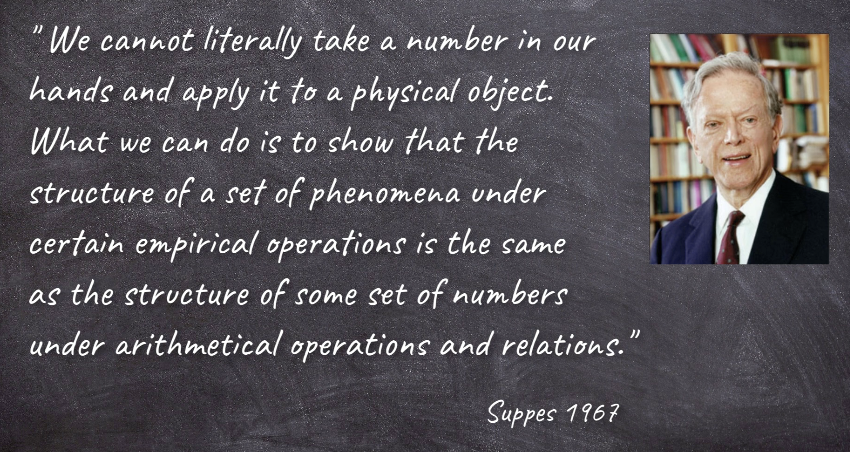 " We cannot literally take a number in our
hands and apply it to a physical object.
What we can do is to show that the
structure of a set of phenomena under
certain empirical operations is the same
as the structure of some set of numbers
under arithmetical operations and relations."
Suppes 1967